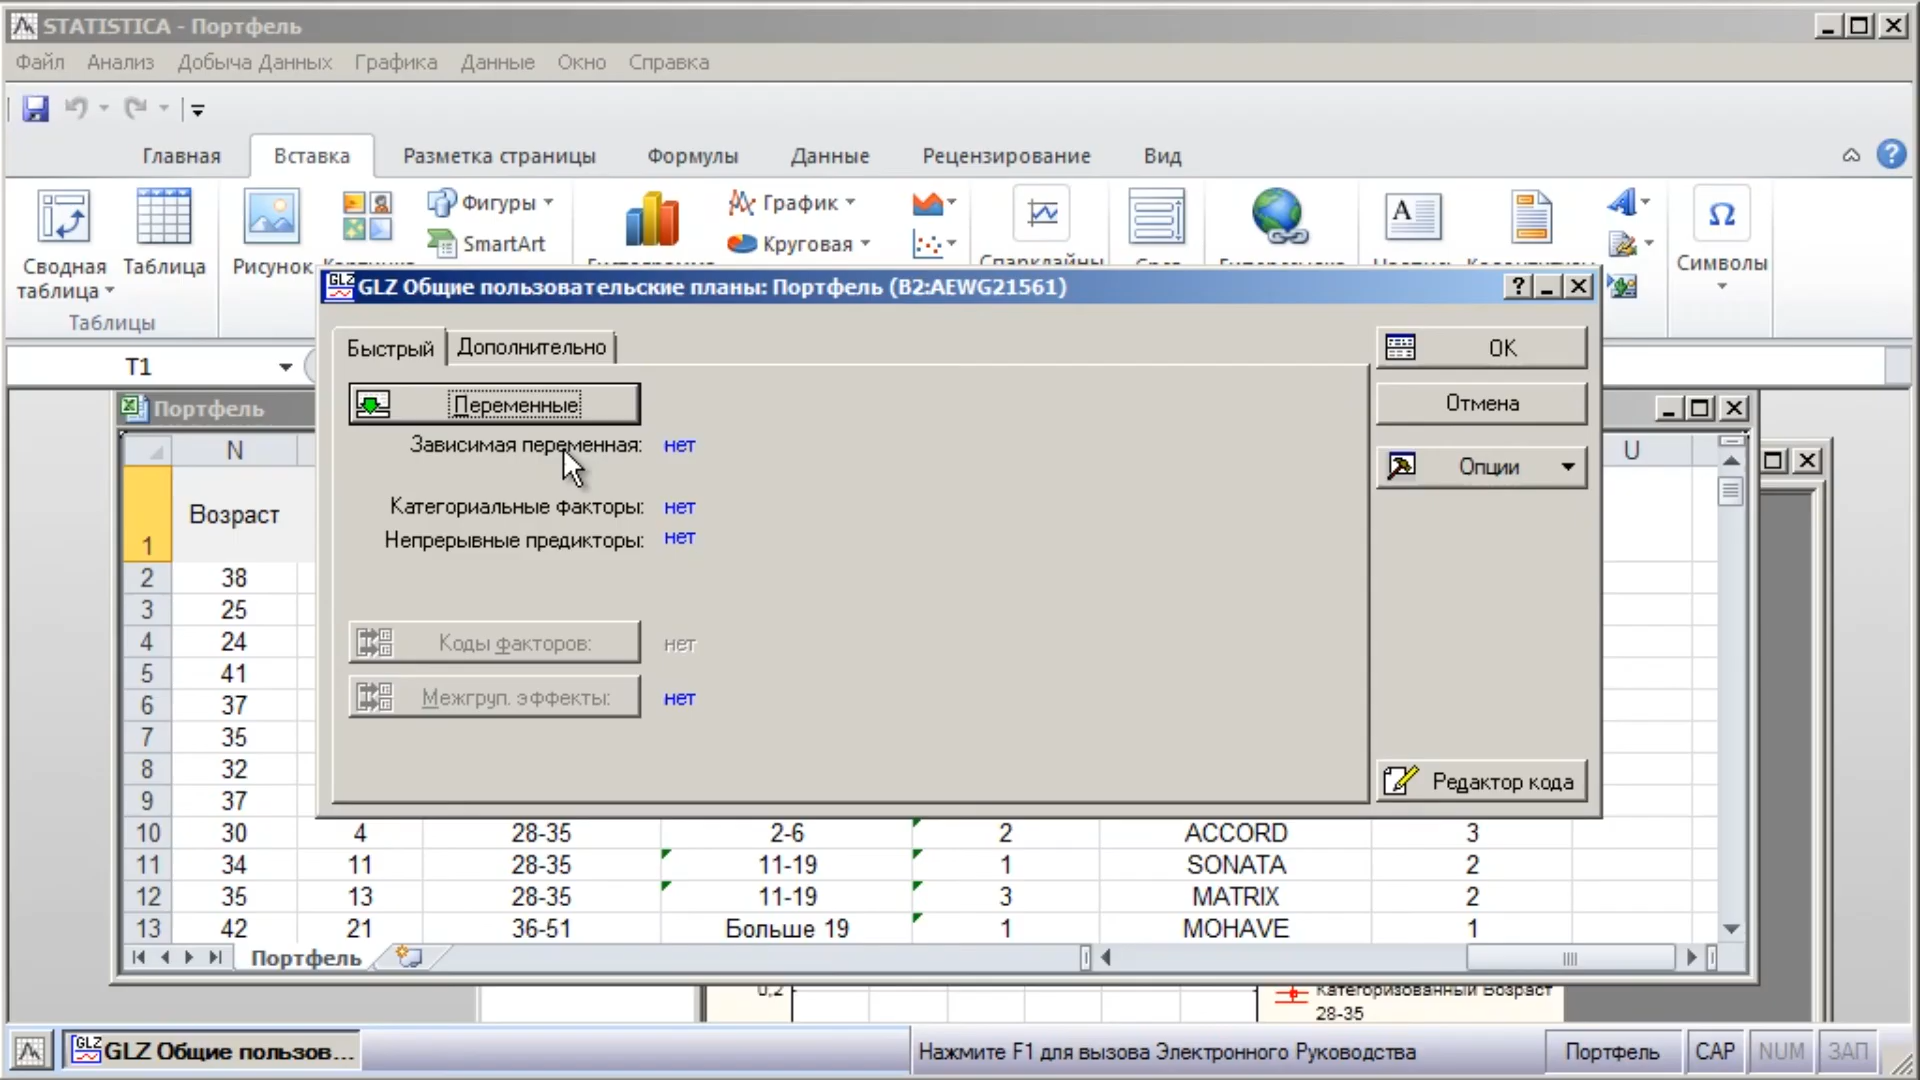 STATISTICA - Портфель
Файл Анализ Добыча Данных Графика Данные Окно Справка
Главная Вставка Разметка страницы Формулы Данные Рецензирование Вид
Фигуры График
SmartArt Круговая
Сводная таблица Таблица Рисунок Символы
Таблицы
GLZ Общие пользовательские планы: Портфель (B2:AEWG21561)
T1
Быстрый Дополнительно
OK
Переменные
Отмена
Зависимая переменная: нет
Опции
Категориальные факторы: нет
Непрерывные предикторы: нет
Коды факторов: нет
Межгруп. эффекты: нет
Редактор кода
Портфель
N U
1 Возраст
2 38
3 25
4 24
5 41
6 37
7 35
8 32
9 37
10 30 4 28-35 2-6 2 ACCORD 3
11 34 11 28-35 11-19 1 SONATA 2
12 35 13 28-35 11-19 3 MATRIX 2
13 42 21 36-51 Больше 19 1 MOHAVE 1
Портфель
0,2
Категоризованный Возраст
28-35
GLZ Общие пользов...
Нажмите F1 для вызова Электронного Руководства
Портфель CAP NUM ЗАП